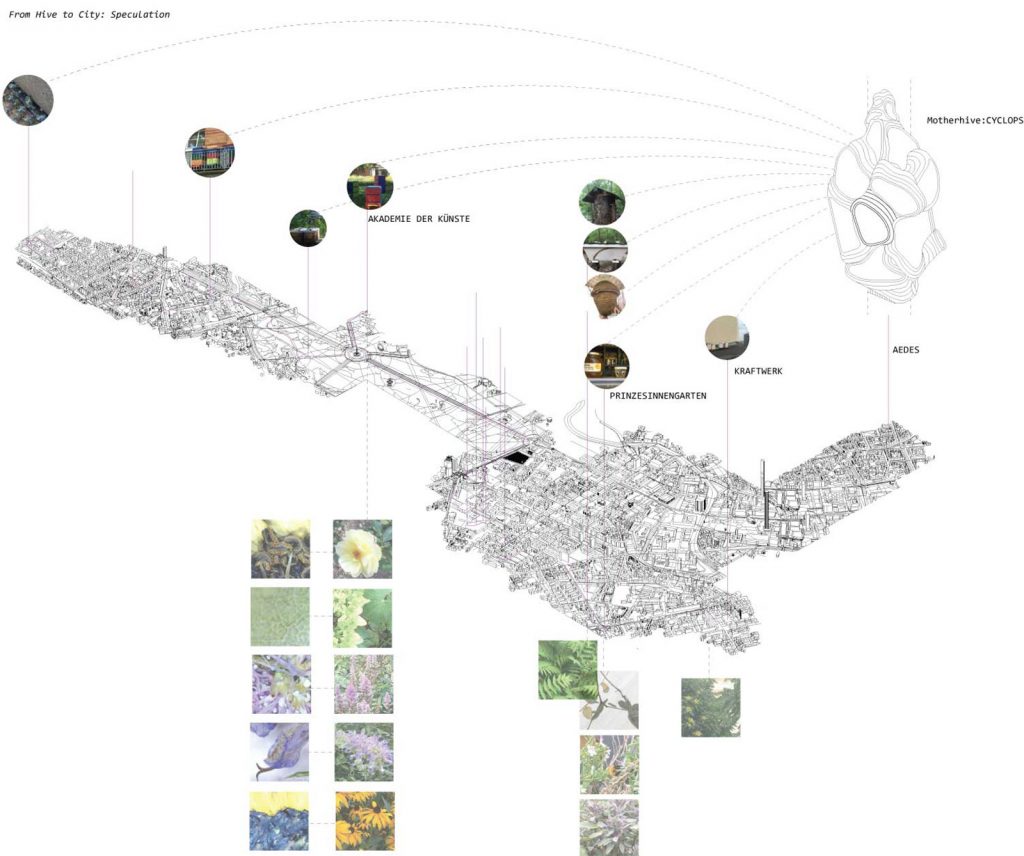 From Hive to City: Speculation
Motherhive:CYCLOPS
AKADEMIE DER KÜNSTE
AEDES
KRAFTWERK
PRINZESINNENGARTEN